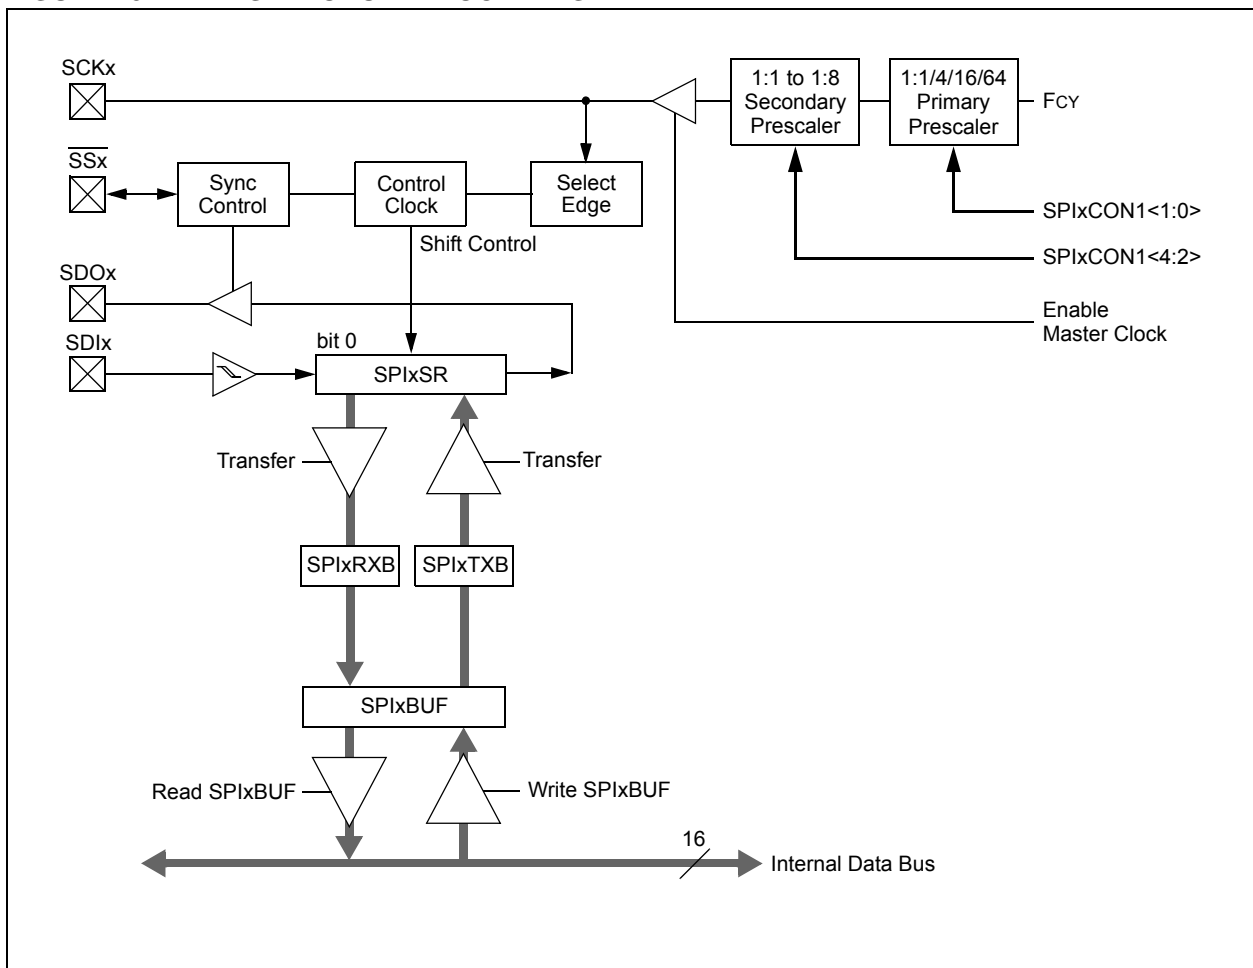 SCKx
1:1 to 1:8
Secondary
Prescaler
1:1/4/16/64
Primary
Prescaler
FCY
SSx
Sync
Control
Control
Clock
Select
Edge
SPIxCON1<1:0>
Shift Control
SPIxCON1<4:2>
SDOx
Enable
Master Clock
SDIx
bit 0
SPIxSR
Transfer
Transfer
SPIxRXB
SPIxTXB
SPIxBUF
Read SPIxBUF
Write SPIxBUF
16
Internal Data Bus